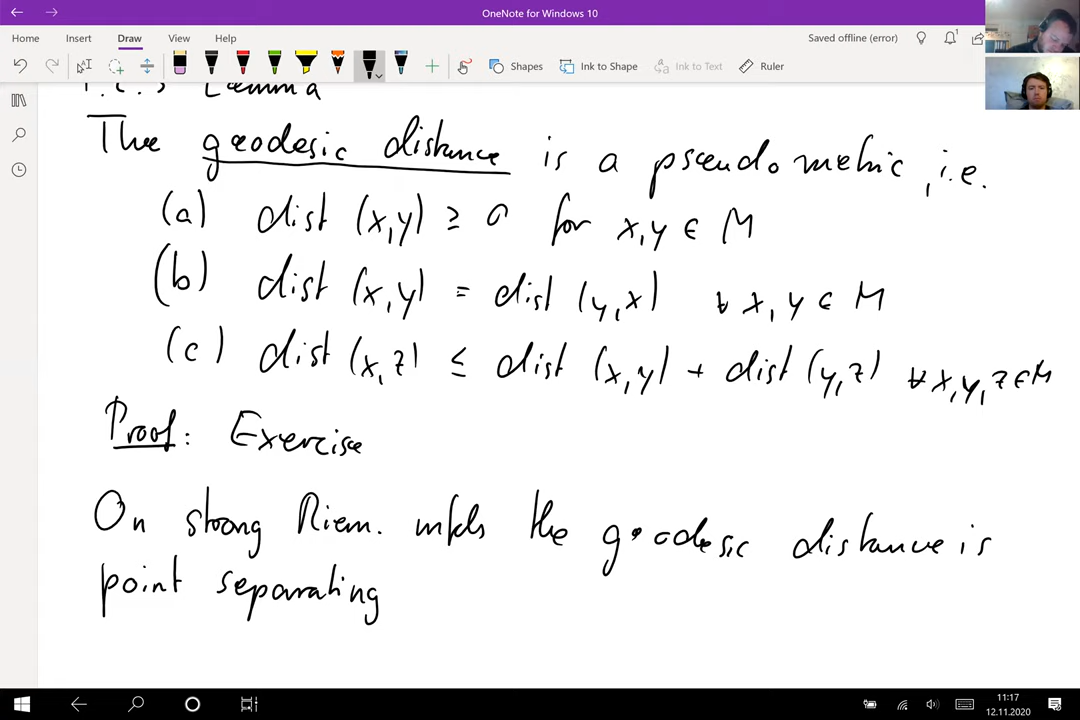 OneNote for Windows 10
Home Insert Draw View Help
Saved offline (error)
Shapes Ink to Shape Ink to Text Ruler
Lemma
The geodesic distance is a pseudometric, i.e.
(a) dist (x,y) ≥ 0 for x,y ∈ M
(b) dist (x,y) = dist (y,x) ∀ x, y ∈ M
(c) dist (x,z) ≤ dist (x,y) + dist (y,z) ∀ x,y,z ∈ M
Proof: Exercise
On strong Riem. mfds the geodesic distance is
point separating
11:17
12.11.2020